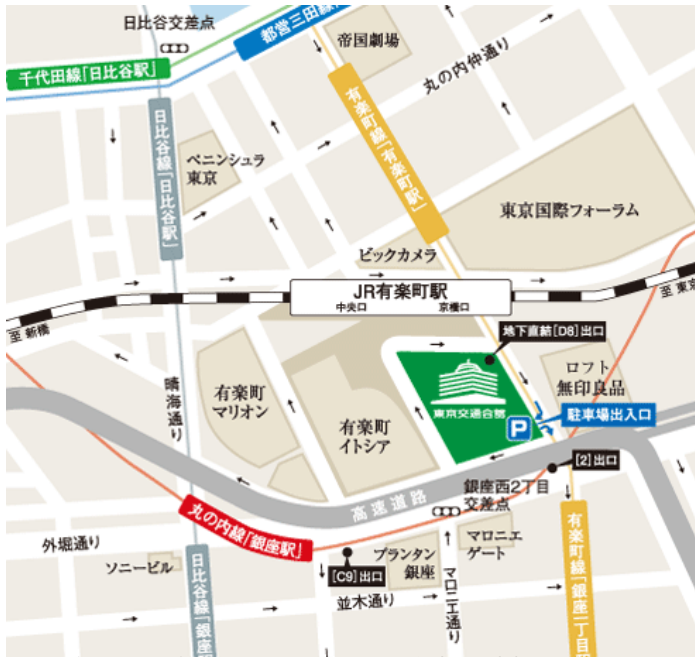 日比谷交差点
都営三田線
帝国劇場
丸の内仲通り
千代田線「日比谷駅」
日比谷線「日比谷駅」
有楽町線「有楽町駅」
ペニンシュラ
東京
東京国際フォーラム
ビックカメラ
JR有楽町駅
中央口
京橋口
至 新橋
至 東京
地下直結[D8]出口
ロフト
無印良品
晴海通り
有楽町
マリオン
有楽町
イトシア
東京交通会館
P
駐車場出入口
[2]出口
高速道路
銀座西2丁目
交差点
丸の内線「銀座駅」
外堀通り
ソニービル
日比谷線「銀座駅
[C9]出口
プランタン
銀座
マロニエ
ゲート
並木通り
マロニエ通り
有楽町線「銀座一丁目駅